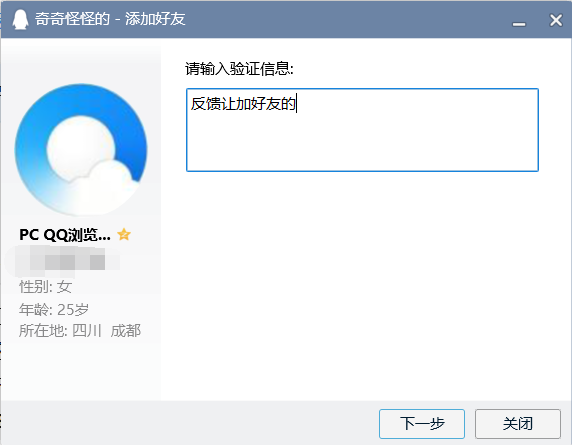 奇奇怪怪的 - 添加好友
请输入验证信息:
反馈让加好友的
PC QQ浏览...
性别: 女
年龄: 25岁
所在地: 四川 成都
下一步
关闭